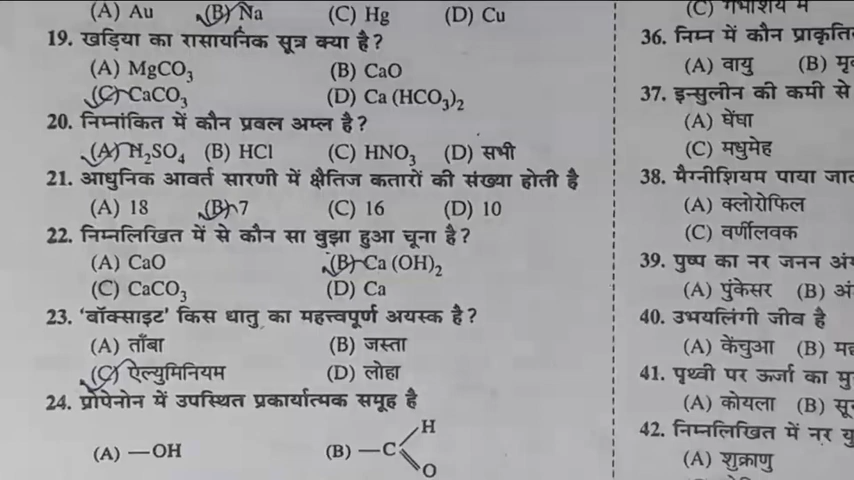 (A) Au (B) Na (C) Hg (D) Cu
19. खड़िया का रासायनिक सूत्र क्या है?
(A) MgCO3 (B) CaO
(C) CaCO3 (D) Ca (HCO3)2
20. निम्नांकित में कौन प्रवल अम्ल है?
(A) H2SO4 (B) HCl (C) HNO3 (D) सभी
21. आधुनिक आवर्त सारणी में क्षैतिज कतारों की संख्या होती है
(A) 18 (B) 7 (C) 16 (D) 10
22. निम्नलिखित में से कौन सा बुझा हुआ चूना है?
(A) CaO (B) Ca (OH)2
(C) CaCO3 (D) Ca
23. 'बॉक्साइट' किस धातु का महत्त्वपूर्ण अयस्क है?
(A) ताँबा (B) जस्ता
(C) ऐल्युमिनियम (D) लोहा
24. प्रोपेनोन में उपस्थित प्रकार्यात्मक समूह है
(A) —OH (B) —C H O
(C) गर्भाशय में
36. निम्न में कौन
(A) वायु (B)
37. इन्सुलीन की कमी से
(A) घेंघा
(C) मधुमेह
38. मैग्नीशियम पाया
(A) क्लोरोफिल
(C) वर्णीलवक
39. पुष्प का नर जनन
(A) पुंकेसर (B)
40. उभयलिंगी जीव है
(A) केंचुआ (B)
41. पृथ्वी पर ऊर्जा का
(A) कोयला (B)
42. निम्नलिखित में नर
(A) शुक्राणु